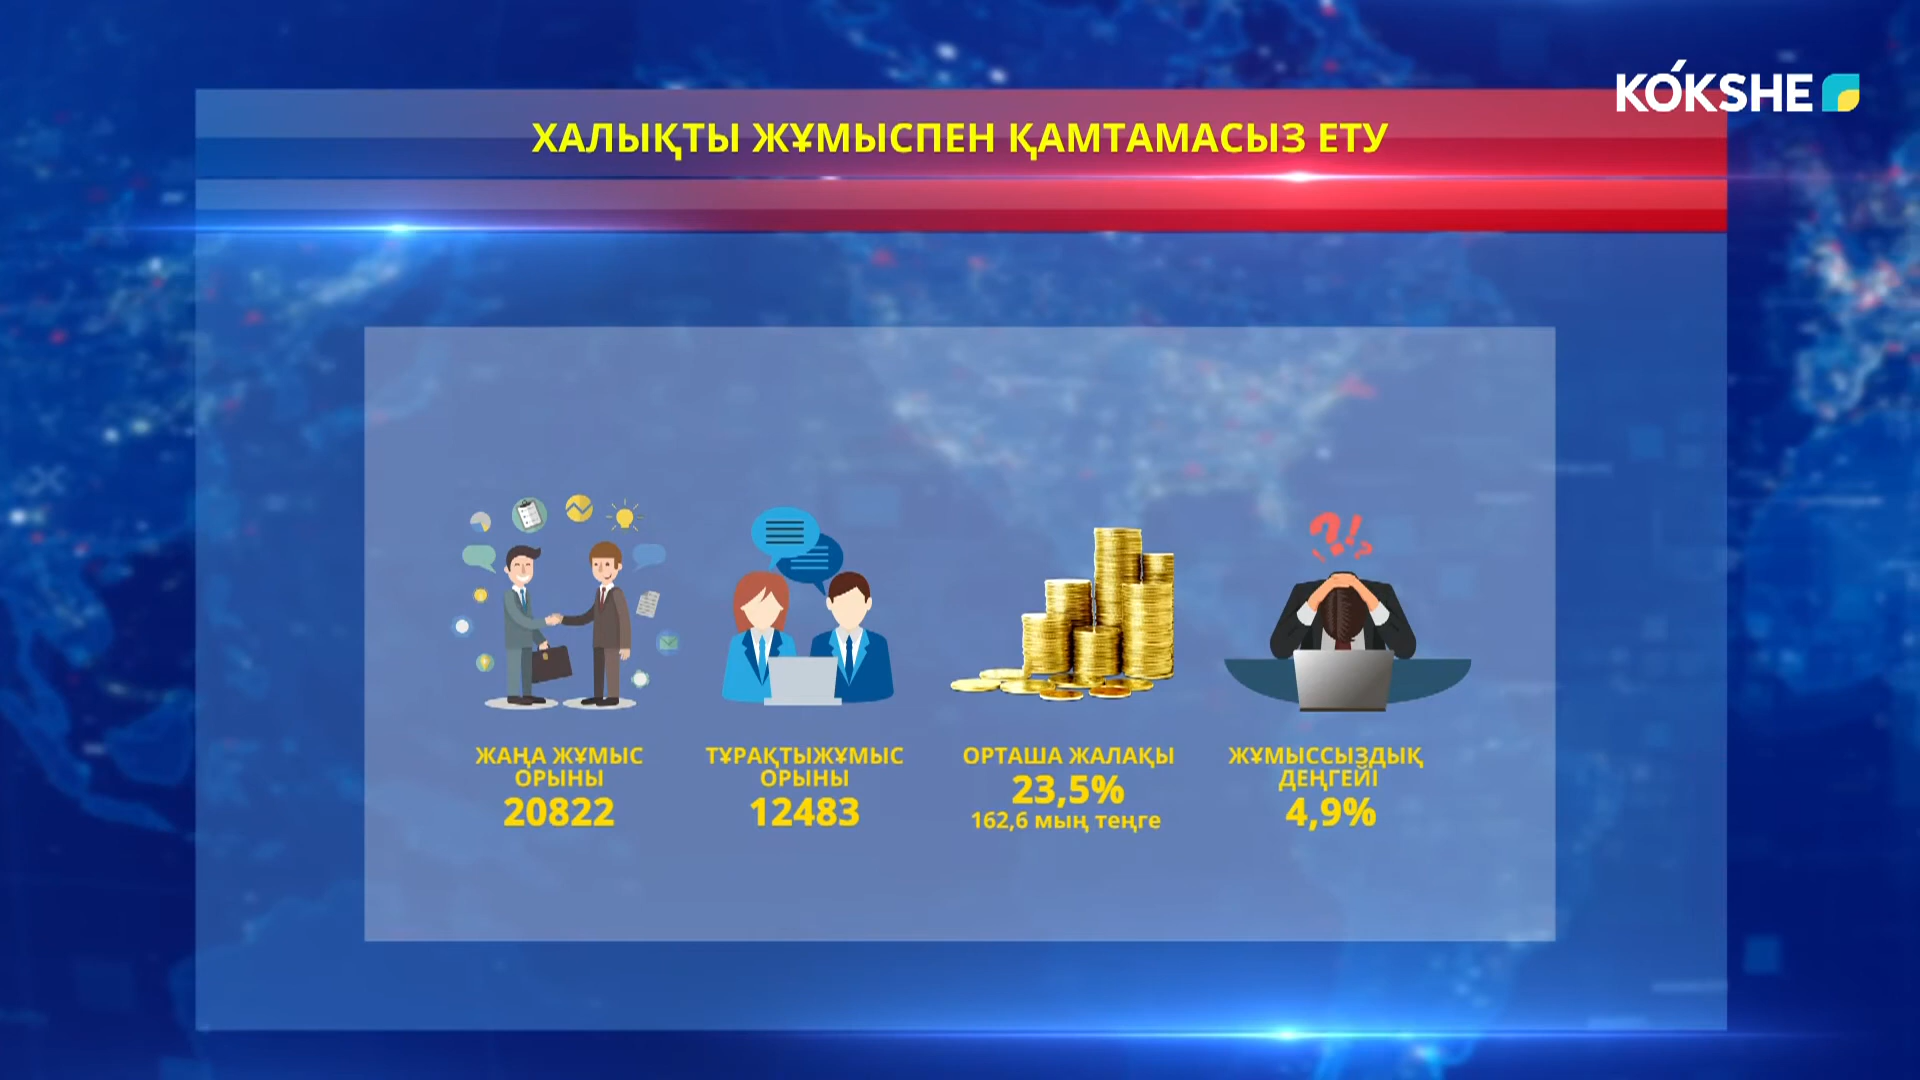 KÓKSHE
ХАЛЫҚТЫ ЖҰМЫСПЕН ҚАМТАМАСЫЗ ЕТУ
?!?
ЖАҢА ЖҰМЫС
ОРЫНЫ
20822
ТҰРАҚТЫЖҰМЫС
ОРЫНЫ
12483
ОРТАША ЖАЛАҚЫ
23,5%
162,6 мың теңге
ЖҰМЫССЫЗДЫҚ
ДЕҢГЕЙІ
4,9%